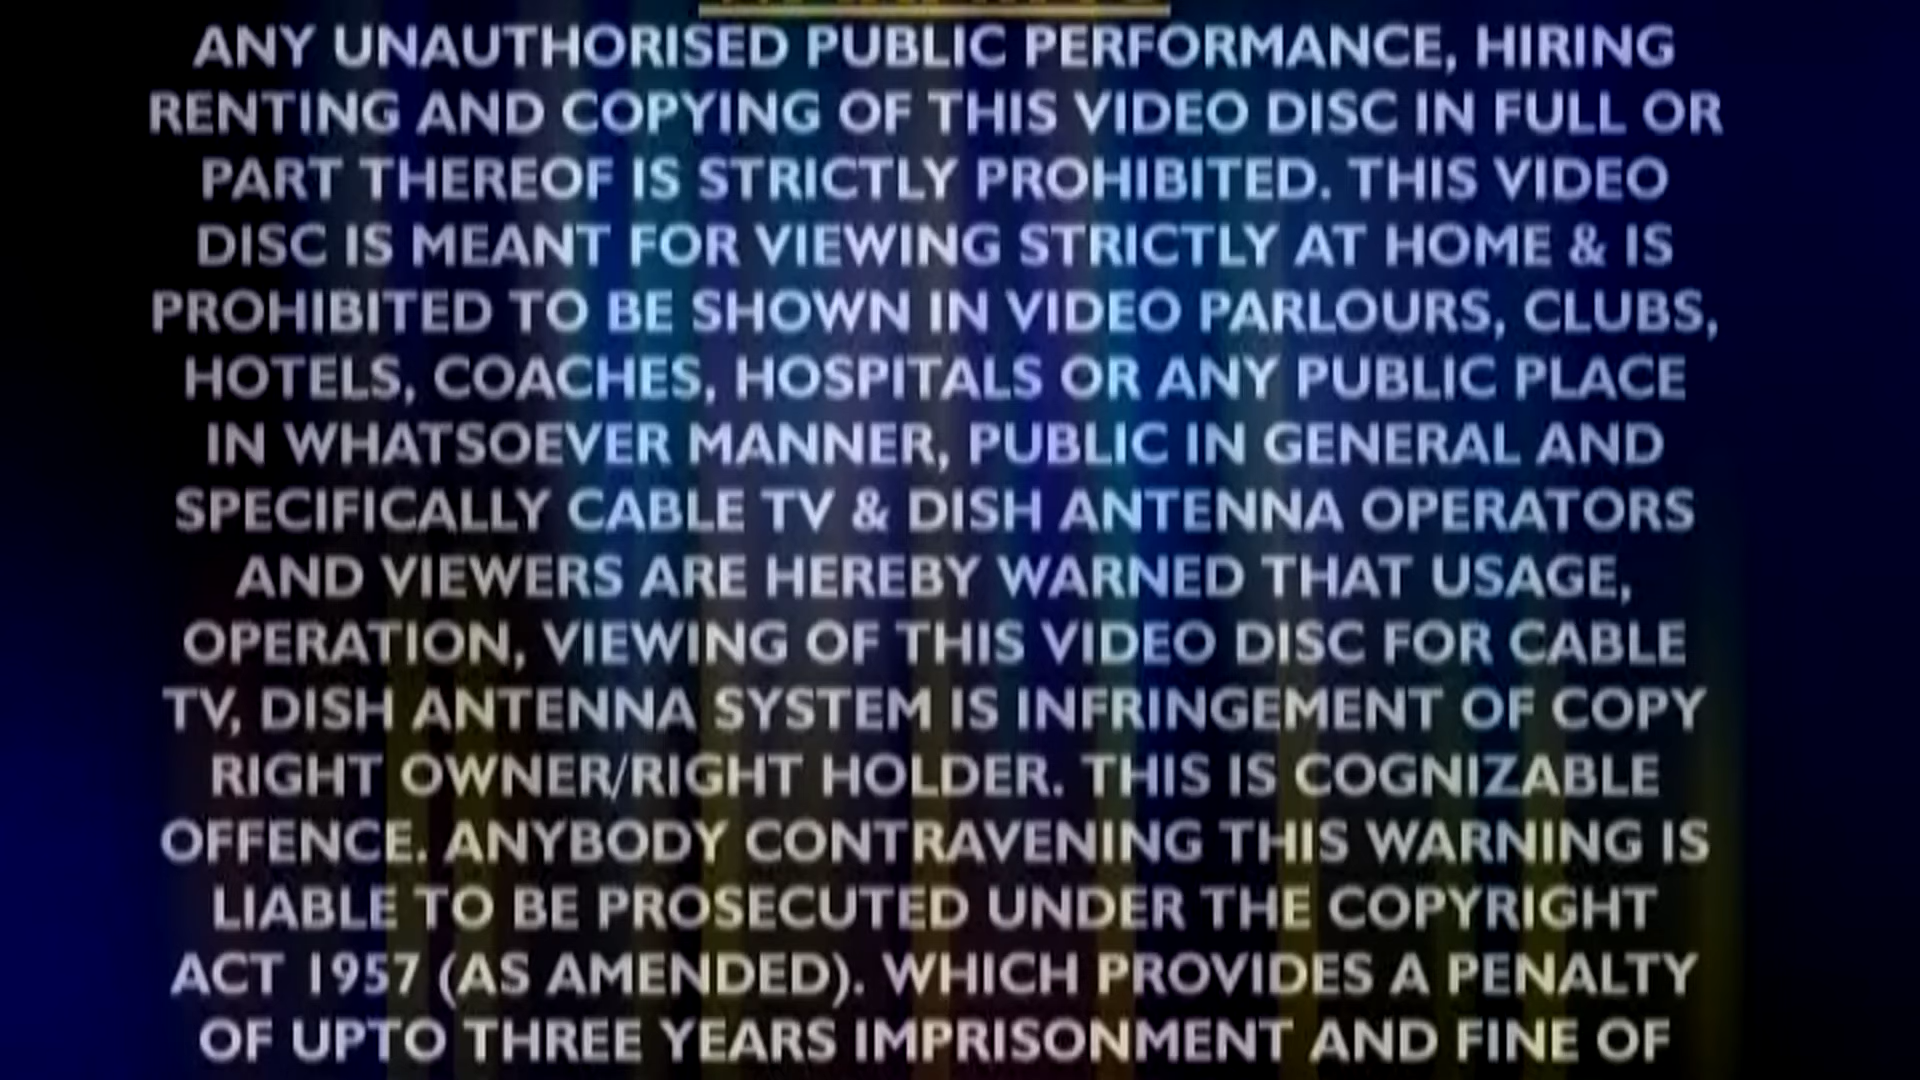 ANY UNAUTHORISED PUBLIC PERFORMANCE, HIRING
RENTING AND COPYING OF THIS VIDEO DISC IN FULL OR
PART THEREOF IS STRICTLY PROHIBITED. THIS VIDEO
DISC IS MEANT FOR VIEWING STRICTLY AT HOME & IS
PROHIBITED TO BE SHOWN IN VIDEO PARLOURS, CLUBS,
HOTELS, COACHES, HOSPITALS OR ANY PUBLIC PLACE
IN WHATSOEVER MANNER, PUBLIC IN GENERAL AND
SPECIFICALLY CABLE TV & DISH ANTENNA OPERATORS
AND VIEWERS ARE HEREBY WARNED THAT USAGE,
OPERATION, VIEWING OF THIS VIDEO DISC FOR CABLE
TV, DISH ANTENNA SYSTEM IS INFRINGEMENT OF COPY
RIGHT OWNER/RIGHT HOLDER. THIS IS COGNIZABLE
OFFENCE. ANYBODY CONTRAVENING THIS WARNING IS
LIABLE TO BE PROSECUTED UNDER THE COPYRIGHT
ACT 1957 (AS AMENDED). WHICH PROVIDES A PENALTY
OF UPTO THREE YEARS IMPRISONMENT AND FINE OF